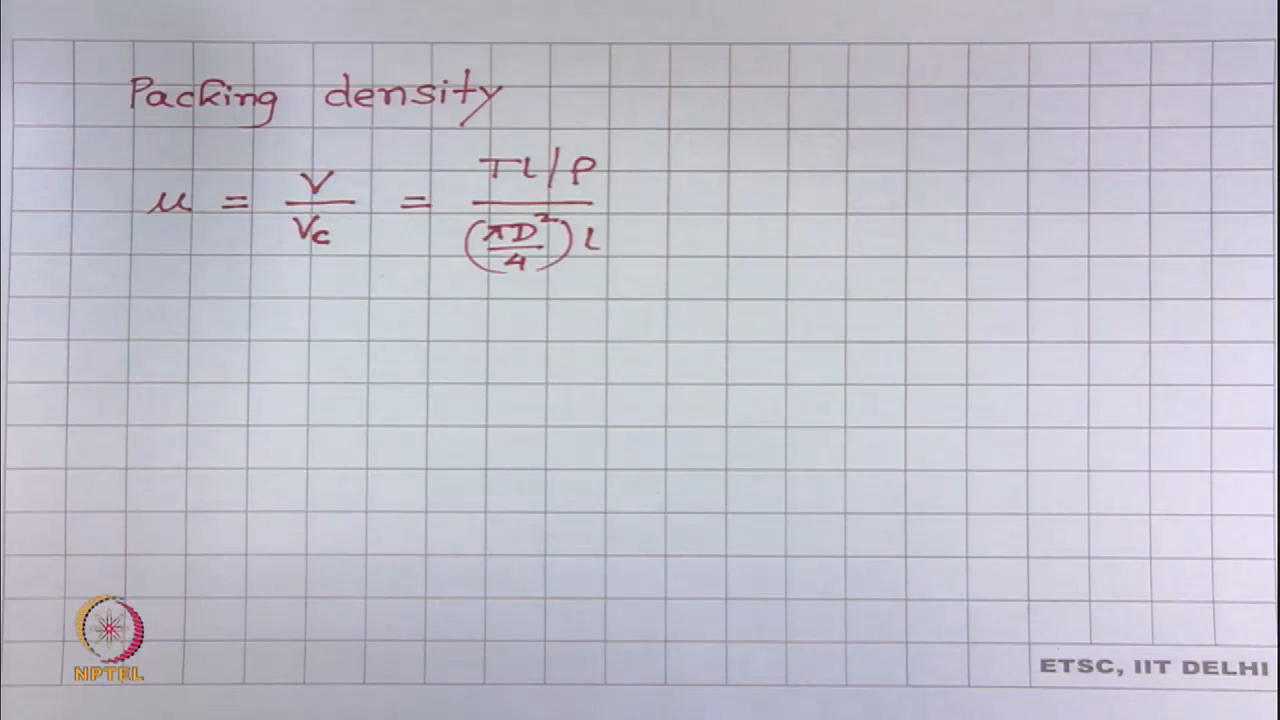 Packing density
μ = V/Vc = Tl/ρ / (πD²/4) l
NPTEL
ETSC, IIT DELHI